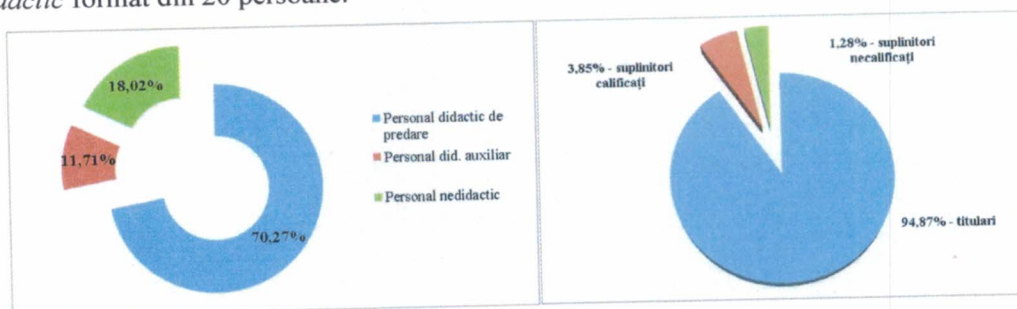 format din 20 persoane.
18,02%
11,71%
70,27%
Personal didactic de
predare
Personal did. auxiliar
Personal nedidactic
3,85% - suplinitori
calificați
1,28% - suplinitori
necalificați
94,87% - titulari